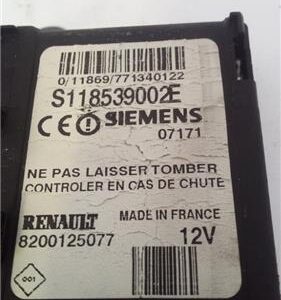 0/11869/771340122
S118539002E
CE SIEMENS
07171
NE PAS LAISSER TOMBER
CONTROLER EN CAS DE CHUTE
RENAULT MADE IN FRANCE
8200125077 12V
001